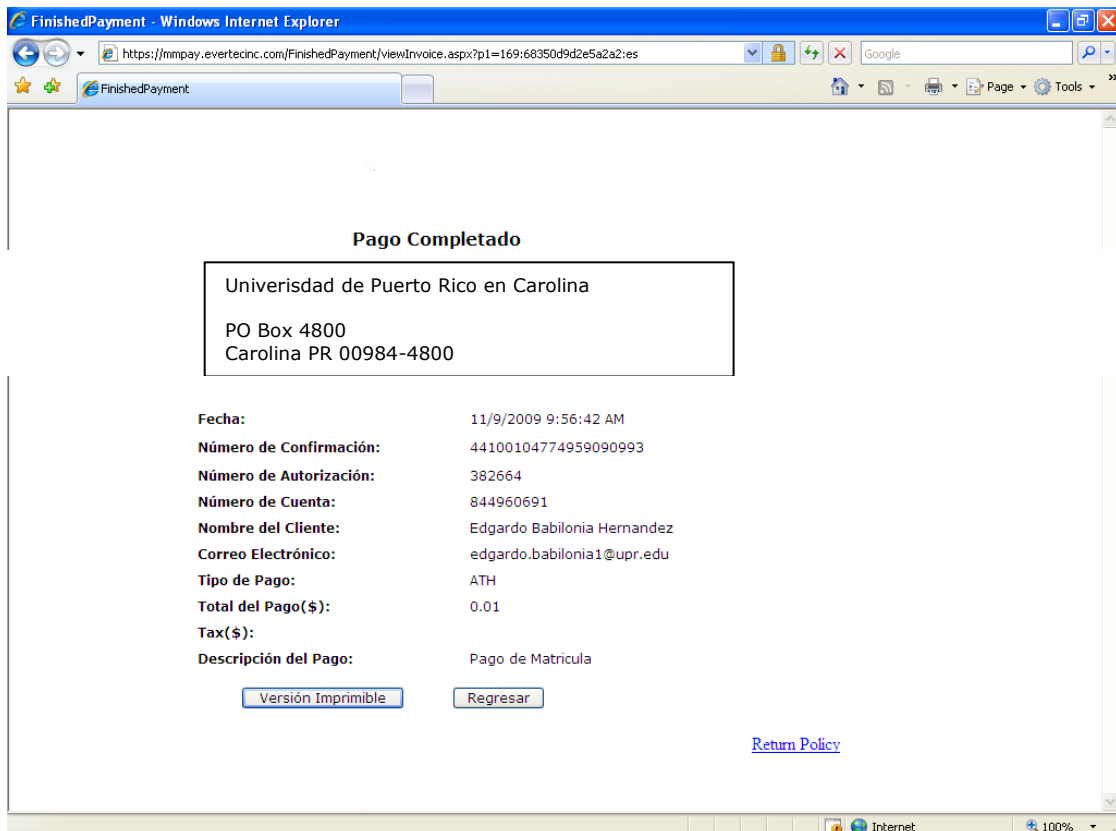 FinishedPayment - Windows Internet Explorer
https://mmpay.evertecinc.com/FinishedPayment/viewInvoice.aspx?p1=169:68350d9d2e5a2a2:es
Google
FinishedPayment
Page
Tools
»
Pago Completado
Univerisdad de Puerto Rico en Carolina
PO Box 4800
Carolina PR 00984-4800
Fecha: 11/9/2009 9:56:42 AM
Número de Confirmación: 44100104774959090993
Número de Autorización: 382664
Número de Cuenta: 844960691
Nombre del Cliente: Edgardo Babilonia Hernandez
Correo Electrónico: edgardo.babilonia1@upr.edu
Tipo de Pago: ATH
Total del Pago($): 0.01
Tax($):
Descripción del Pago: Pago de Matricula
Versión Imprimible Regresar
Return Policy
Internet 100%